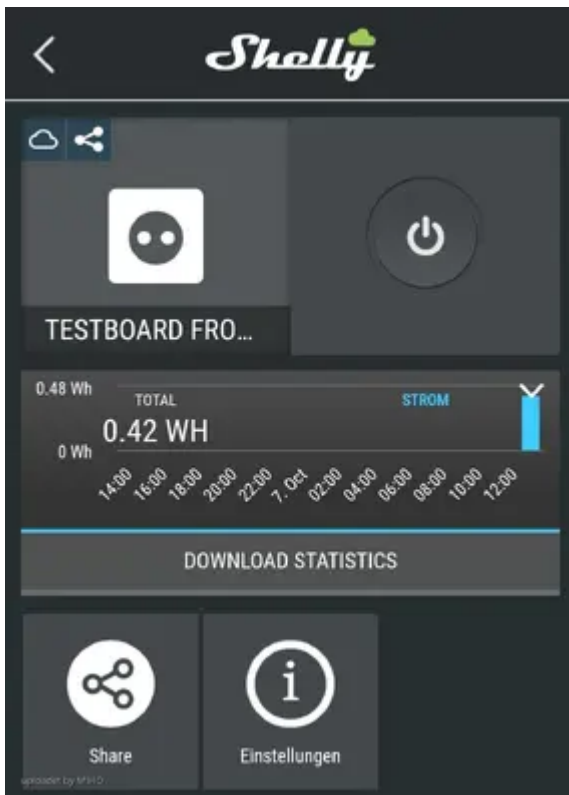 Shelly
TESTBOARD FRO...
0.48 Wh
TOTAL
STROM
0.42 WH
0 Wh
14:00 16:00 18:00 20:00 22:00 7. Oct 02:00 04:00 06:00 08:00 10:00 12:00
DOWNLOAD STATISTICS
Share
Einstellungen
uploader by